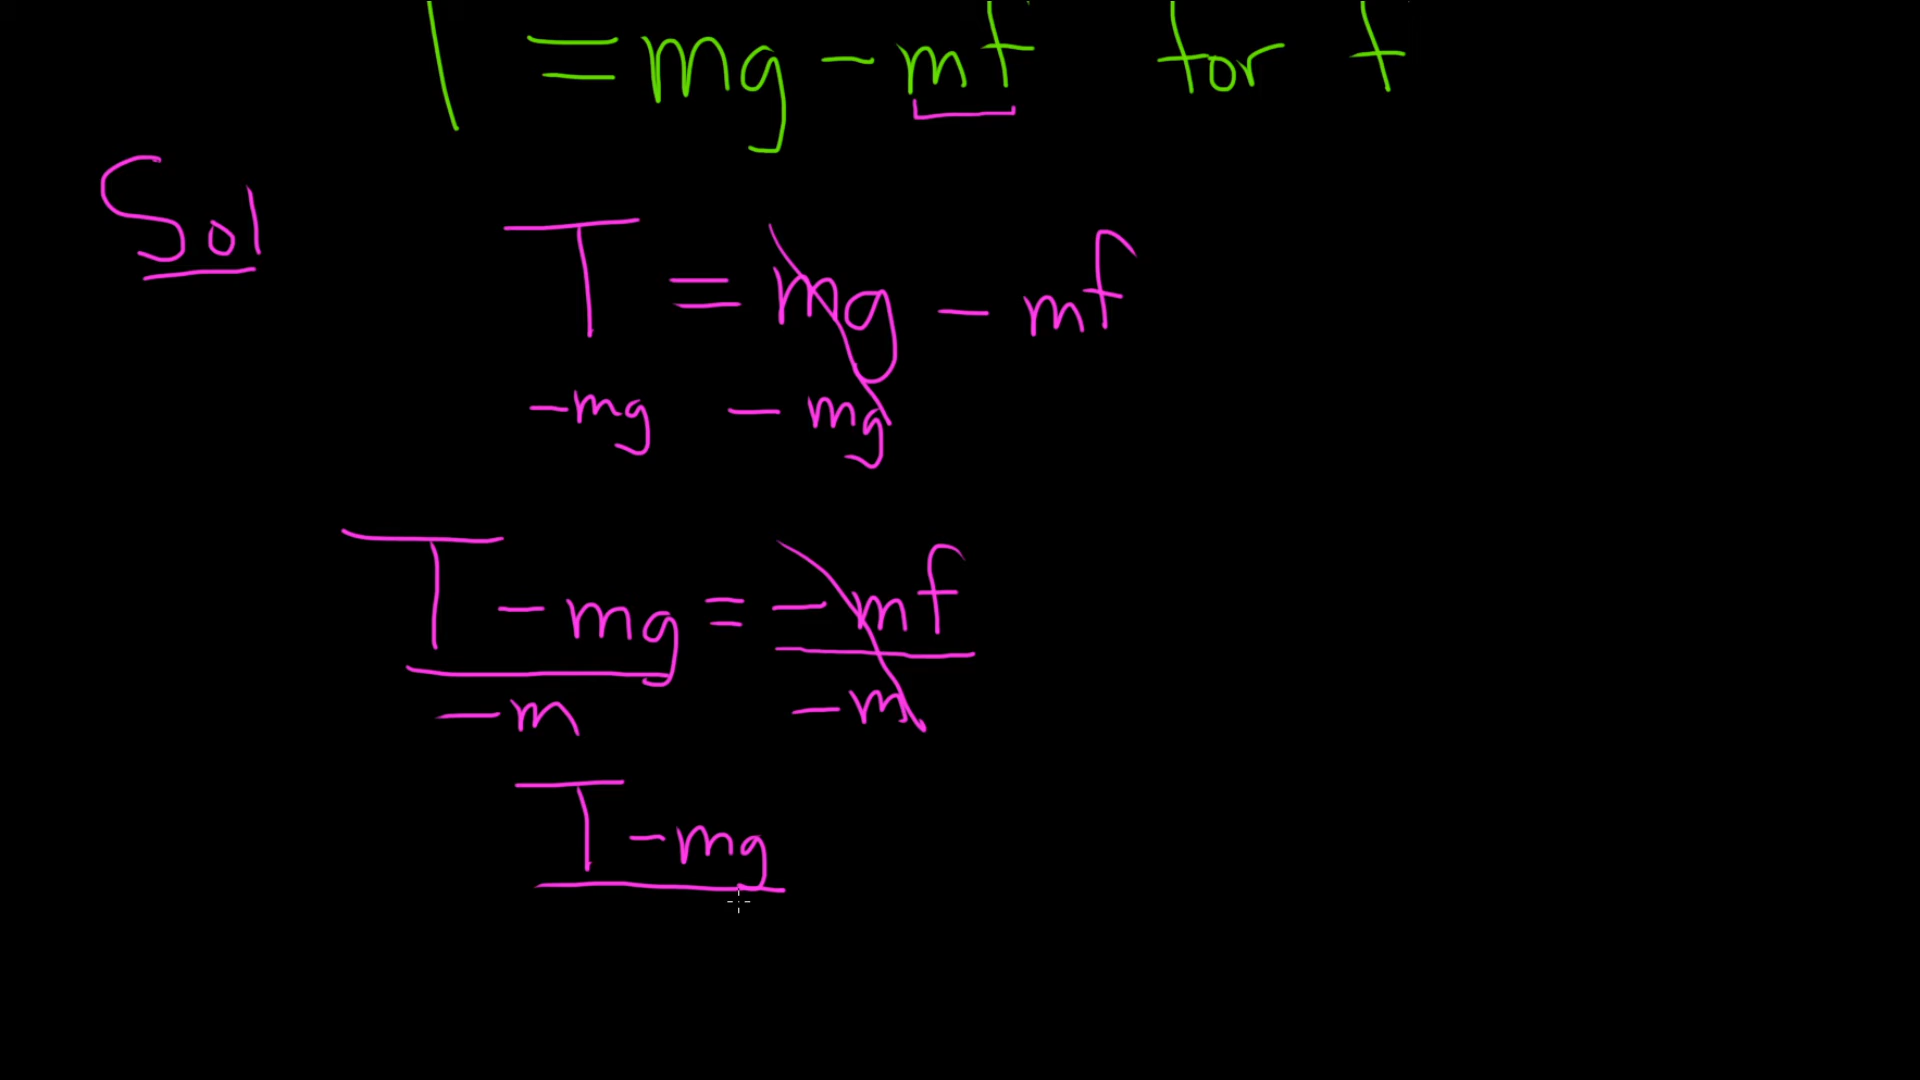 T = mg - mf for f
Sol
T = mg - mf
-mg - mg
T - mg = -mf
-m -m
T - mg